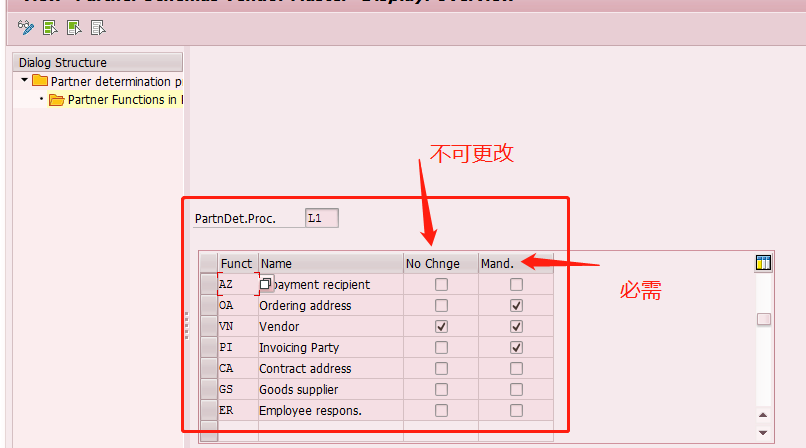 Dialog Structure
Partner determination p
Partner Functions in
不可更改
PartnDet.Proc. L1
Funct Name No Chnge Mand.
必需
AZ payment recipient
OA Ordering address
VN Vendor
PI Invoicing Party
CA Contract address
GS Goods supplier
ER Employee respons.